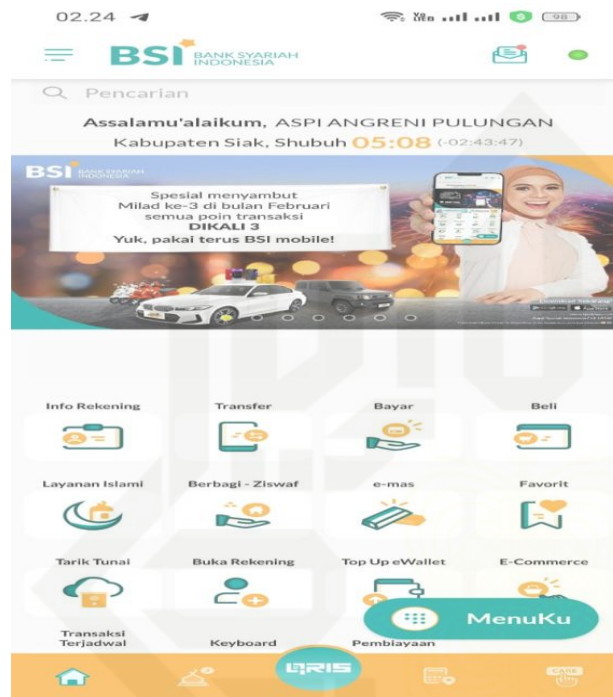 02.24
98
BSI BANK SYARIAH
INDONESIA
Pencarian
Assalamu'alaikum, ASPI ANGRENI PULUNGAN
Kabupaten Siak, Shubuh 05:08 (-02:43:47)
BSI BANK SYARIAH
INDONESIA
Spesial menyambut
Milad ke-3 di bulan Februari
semua poin transaksi
DIKALI 3
Yuk, pakai terus BSI mobile!
Info Rekening Transfer Bayar Beli
Layanan Islami Berbagi - Ziswaf e-mas Favorit
Tarik Tunai Buka Rekening Top Up eWallet E-Commerce
MenuKu
Transaksi
Terjadwal Keyboard Pembiayaan
QRIS
CARE